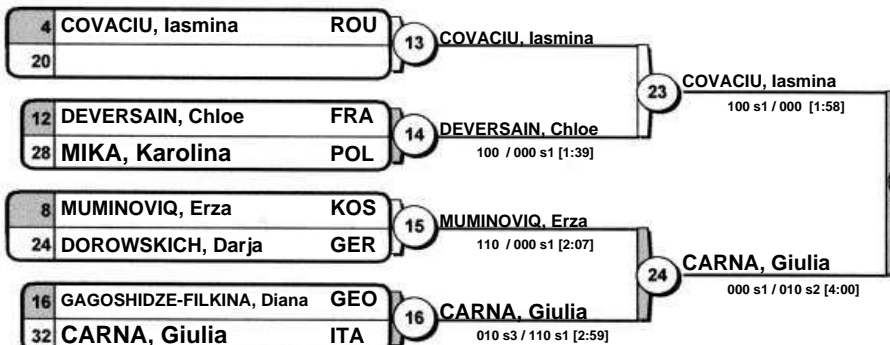 4 COVACIU, Iasmina ROU
20
13
COVACIU, Iasmina
12 DEVERSAIN, Chloe FRA
28 MIKA, Karolina POL
14
DEVERSAIN, Chloe
100 / 000 s1 [1:39]
23
COVACIU, Iasmina
100 s1 / 000 [1:58]
8 MUMINOVIQ, Erza KOS
24 DOROWSKICH, Darja GER
15
MUMINOVIQ, Erza
110 / 000 s1 [2:07]
16 GAGOSHIDZE-FILKINA, Diana GEO
32 CARNA, Giulia ITA
16
CARNA, Giulia
010 s3 / 110 s1 [2:59]
24
CARNA, Giulia
000 s1 / 010 s2 [4:00]